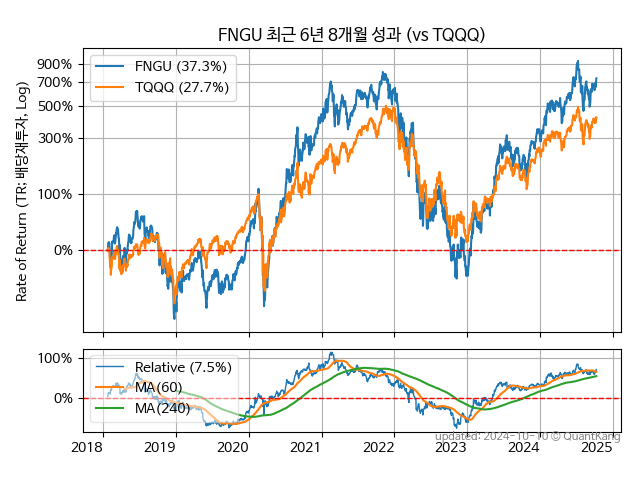 FNGU 최근 6년 8개월 성과 (vs TQQQ)
Rate of Return (TR: 배당재투자, Log)
900%
700%
500%
300%
100%
0%
FNGU (37.3%)
TQQQ (27.7%)
100%
0%
Relative (7.5%)
MA(60)
MA(240)
updated: 2024-10-10 © QuantKang
2018 2019 2020 2021 2022 2023 2024 2025